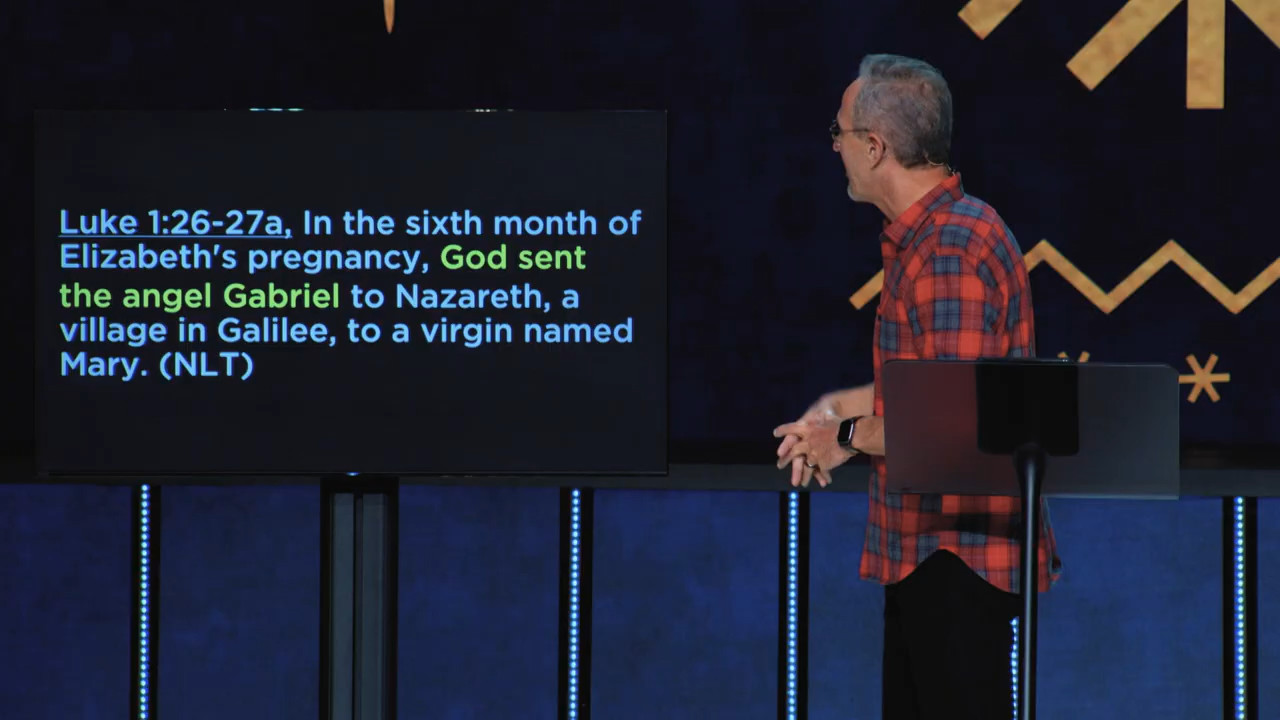 Luke 1:26-27a, In the sixth month of
Elizabeth's pregnancy, God sent
the angel Gabriel to Nazareth, a
village in Galilee, to a virgin named
Mary. (NLT)